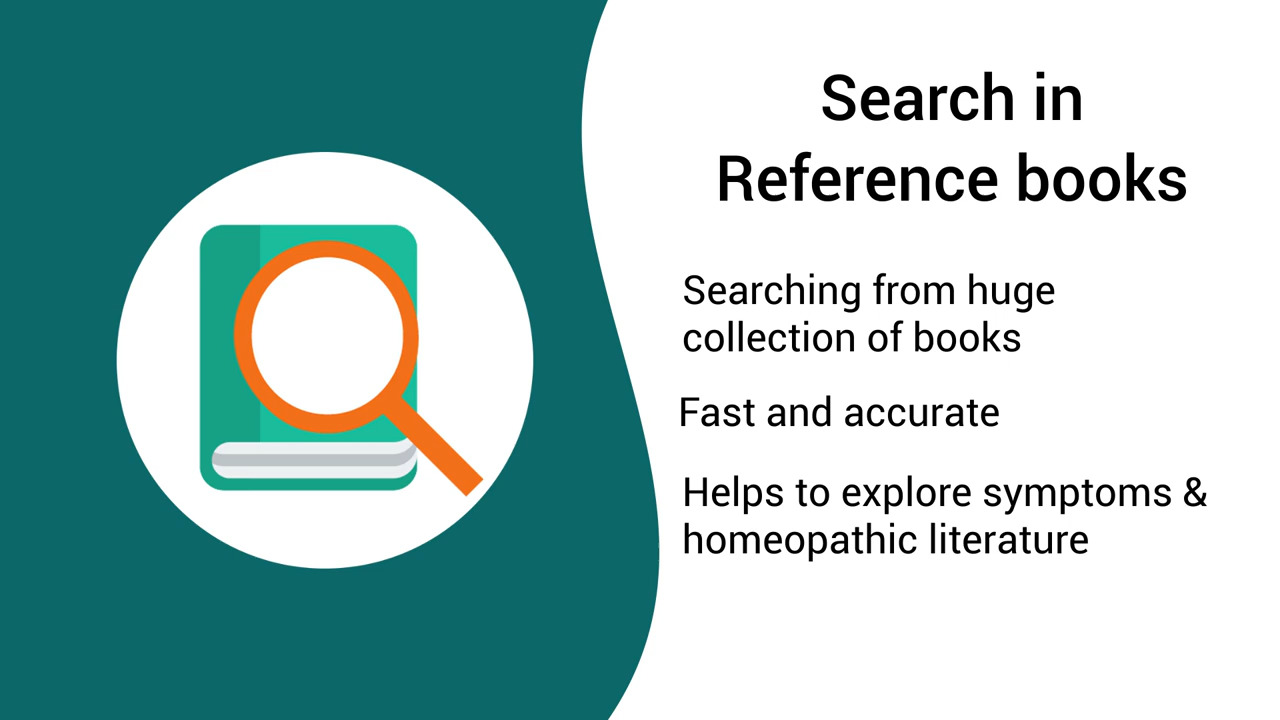 Search in
Reference books
Searching from huge
collection of books
Fast and accurate
Helps to explore symptoms &
homeopathic literature